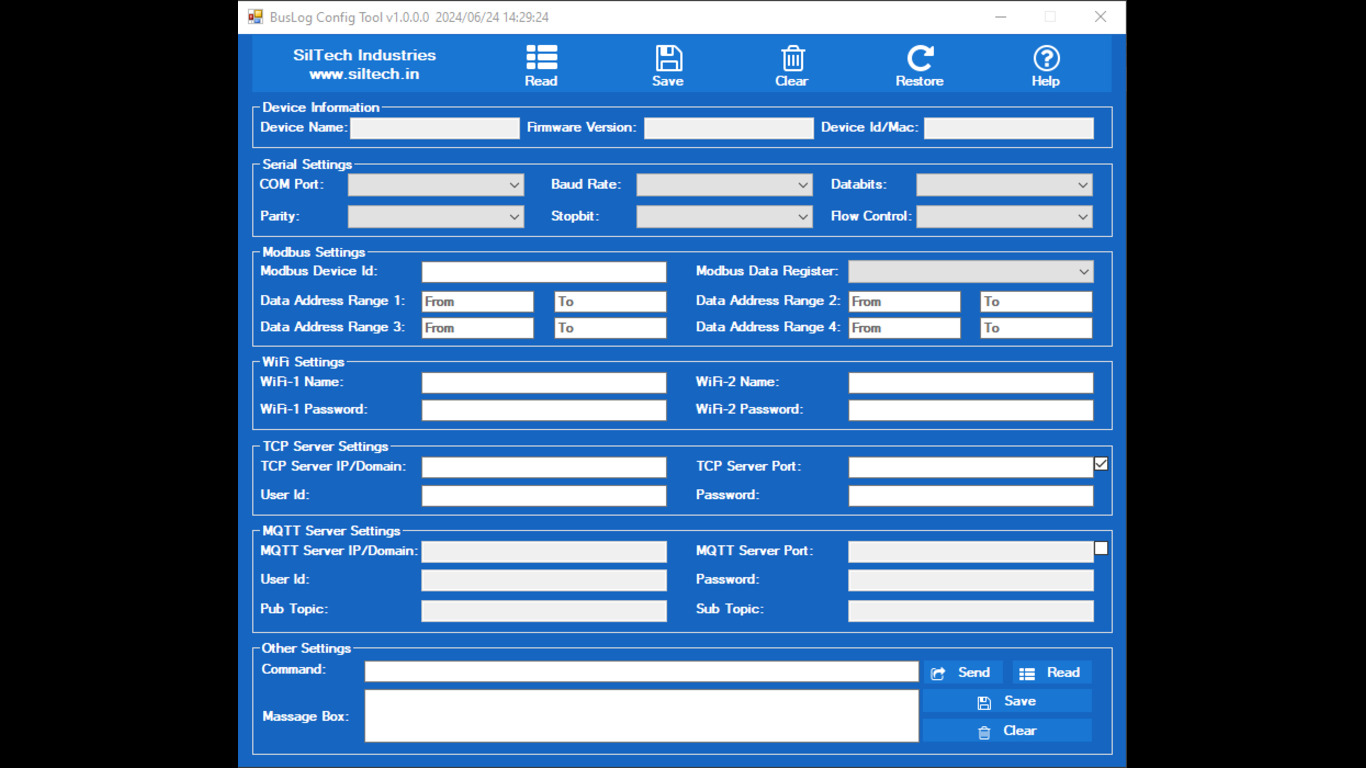 BusLog Config Tool v1.0.0.0 2024/06/24 14:29:24
SilTech Industries
www.siltech.in
Read Save Clear Restore Help
Device Information
Device Name: Firmware Version: Device Id/Mac:
Serial Settings
COM Port: Baud Rate: Databits:
Parity: Stopbit: Flow Control:
Modbus Settings
Modbus Device Id: Modbus Data Register:
Data Address Range 1: From To Data Address Range 2: From To
Data Address Range 3: From To Data Address Range 4: From To
WiFi Settings
WiFi-1 Name: WiFi-2 Name:
WiFi-1 Password: WiFi-2 Password:
TCP Server Settings
TCP Server IP/Domain: TCP Server Port:
User Id: Password:
MQTT Server Settings
MQTT Server IP/Domain: MQTT Server Port:
User Id: Password:
Pub Topic: Sub Topic:
Other Settings
Command: Send Read
Save
Massage Box:
Clear